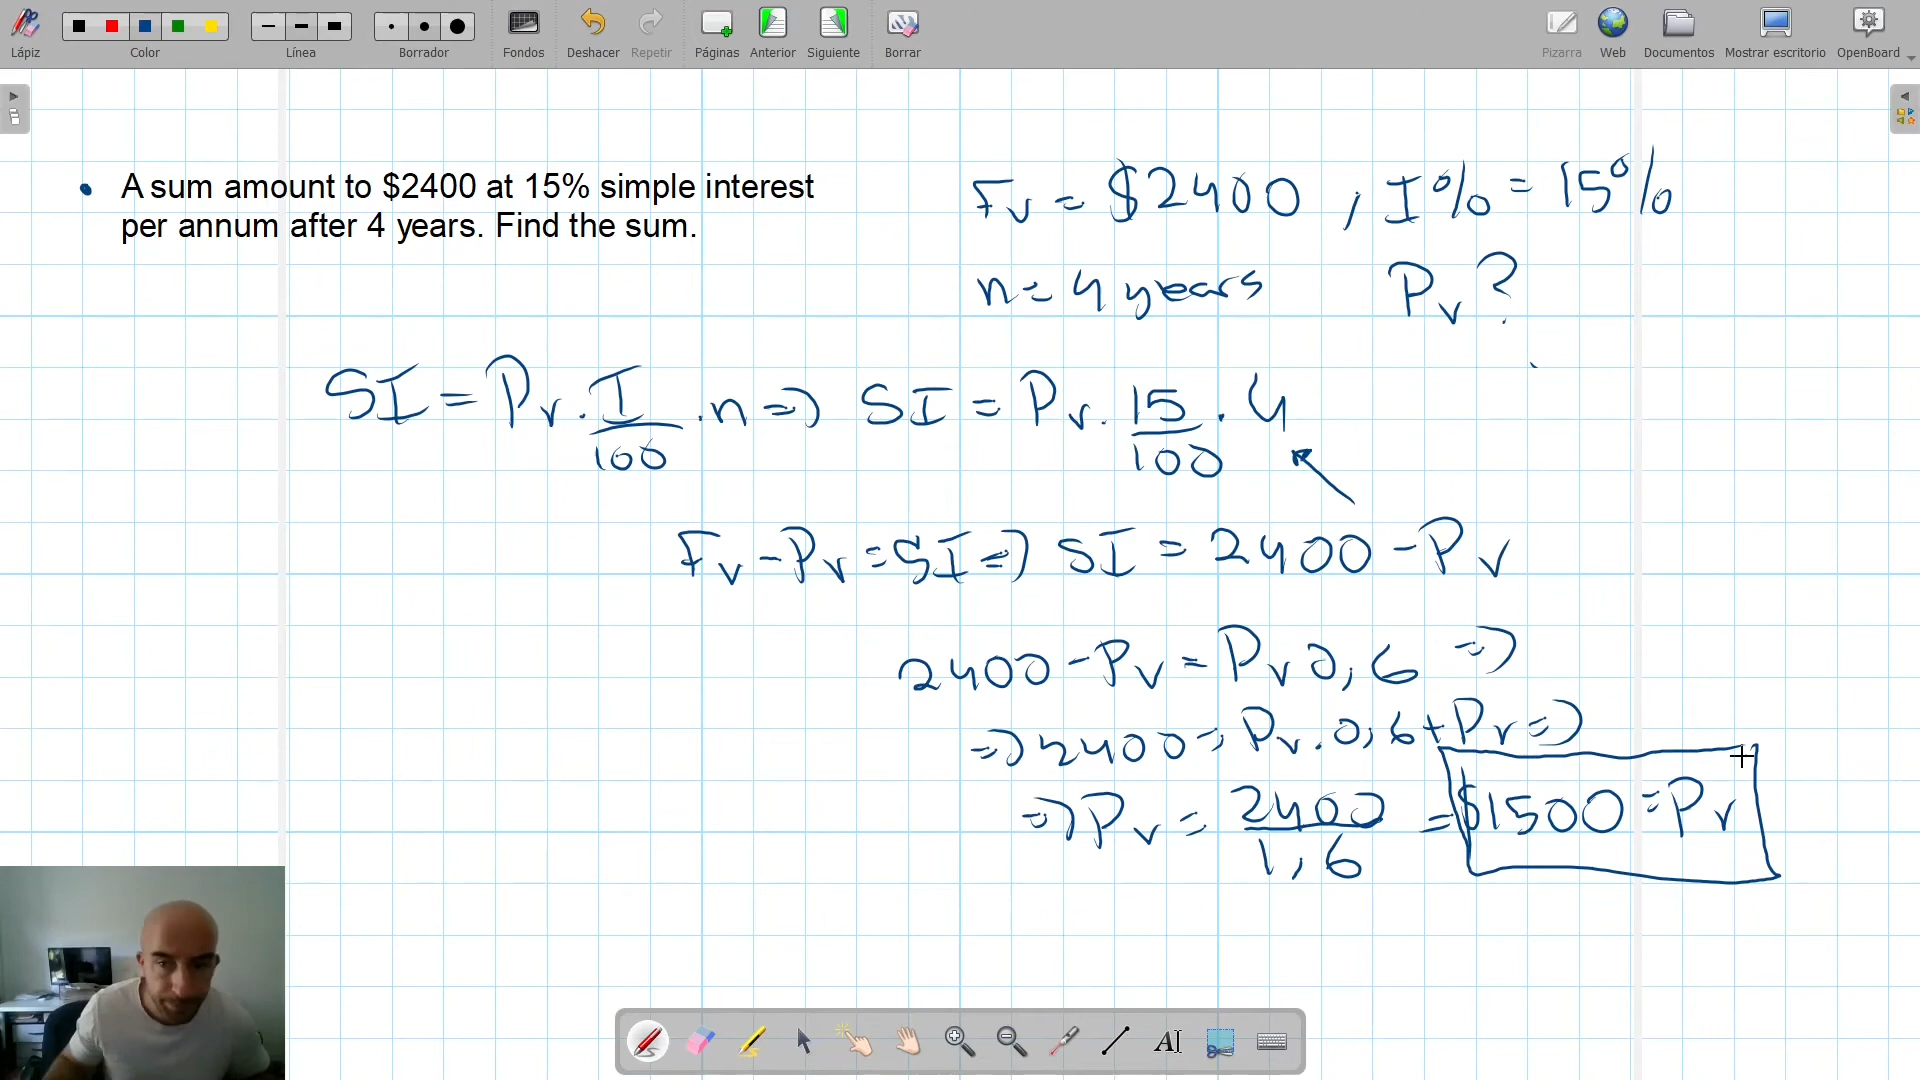 Lápiz Color Línea Borrador Fondos Deshacer Repetir Páginas Anterior Siguiente Borrar Pizarra Web Documentos Mostrar escritorio OpenBoard
• A sum amount to $2400 at 15% simple interest
per annum after 4 years. Find the sum.
Fv = $2400 , I% = 15%
n = 4 years Pv ?
SI = Pv . I/100 . n => SI = Pv . 15/100 . 4
Fv - Pv = SI => SI = 2400 - Pv
2400 - Pv = Pv 0,6 =>
=> 2400 = Pv . 0,6 + Pv =>
=> Pv = 2400/1,6 = $1500 = Pv